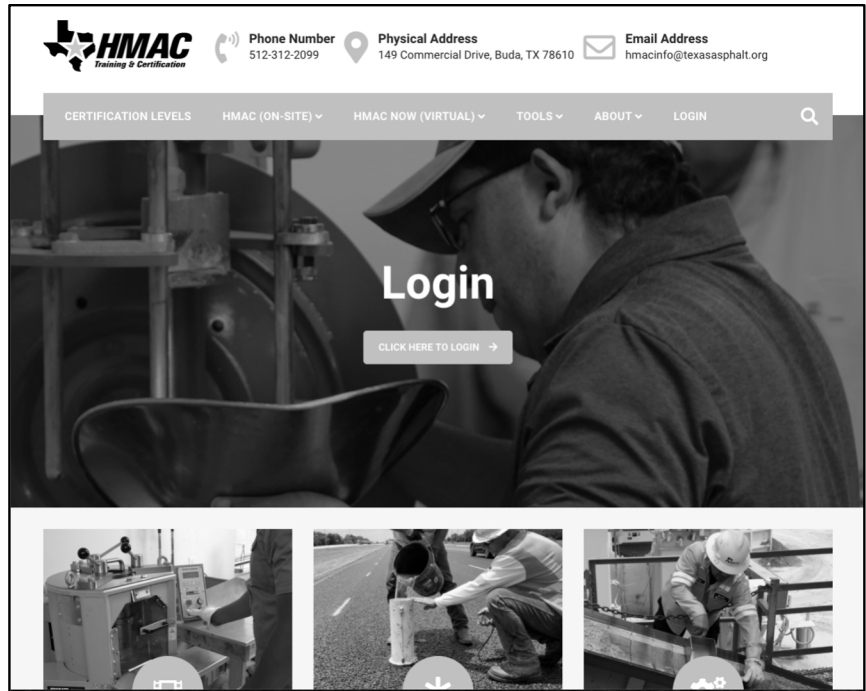 HMAC
Training & Certification
Phone Number
512-312-2099
Physical Address
149 Commercial Drive, Buda, TX 78610
Email Address
hmacinfo@texasasphalt.org
CERTIFICATION LEVELS
HMAC (ON-SITE)
HMAC NOW (VIRTUAL)
TOOLS
ABOUT
LOGIN
Login
CLICK HERE TO LOGIN